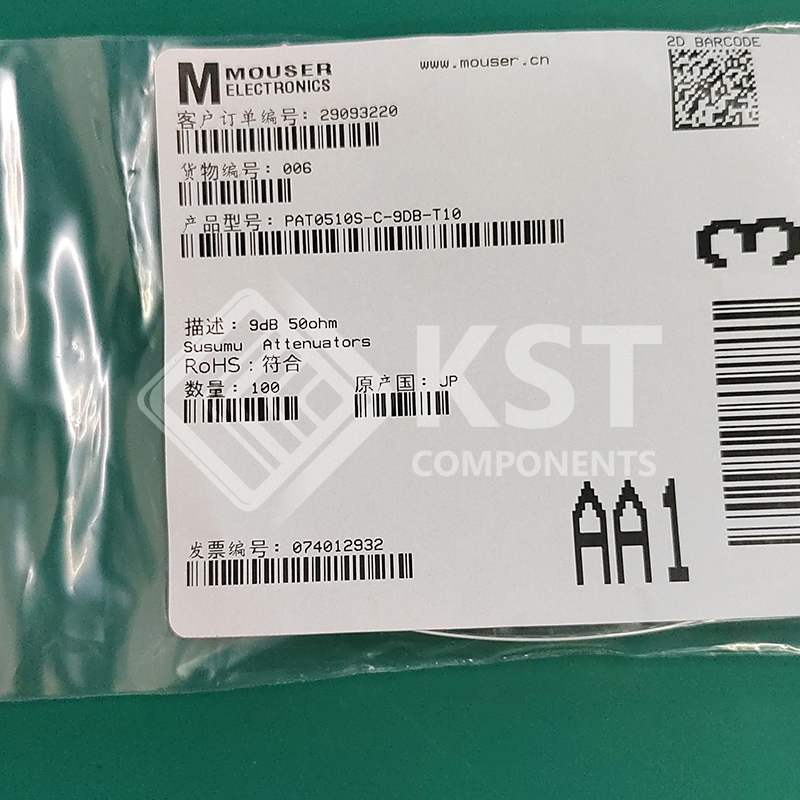 MOUSER
ELECTRONICS
www.mouser.cn
2D BARCODE
客户订单编号: 29093220
货物编号: 006
产品型号: PAT0510S-C-9DB-T10
3
描述: 9dB 50ohm
Susumu Attenuators
RoHS: 符合
数量: 100
原产国: JP
KST
COMPONENTS
AA1
发票编号: 074012932